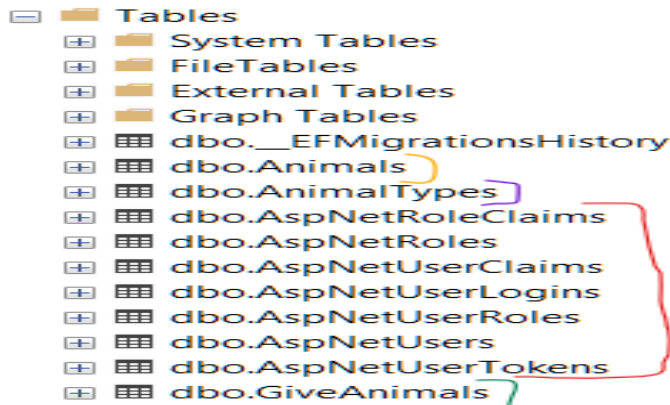 Tables
System Tables
FileTables
External Tables
Graph Tables
dbo.__EFMigrationsHistory
dbo.Animals
dbo.AnimalTypes
dbo.AspNetRoleClaims
dbo.AspNetRoles
dbo.AspNetUserClaims
dbo.AspNetUserLogins
dbo.AspNetUserRoles
dbo.AspNetUsers
dbo.AspNetUserTokens
dbo.GiveAnimals